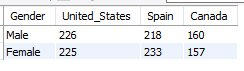 Gender United_States Spain Canada
Male 226 218 160
Female 225 233 157